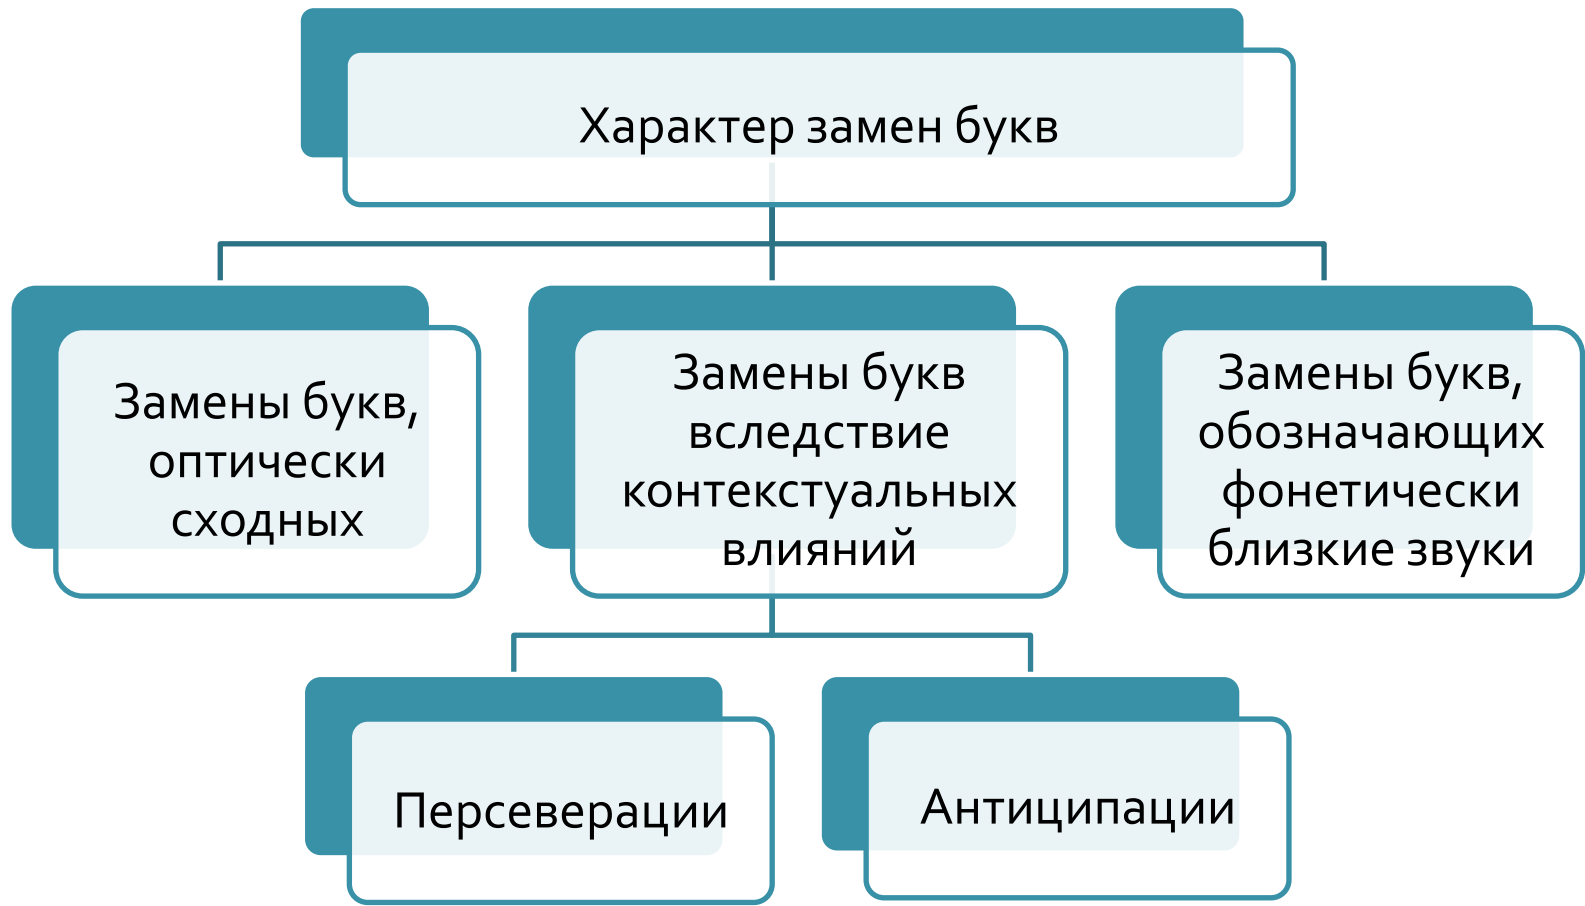 Характер замен букв
Замены букв,
оптически
сходных
Замены букв
вследствие
контекстуальных
влияний
Замены букв,
обозначающих
фонетически
близкие звуки
Персеверации
Антиципации